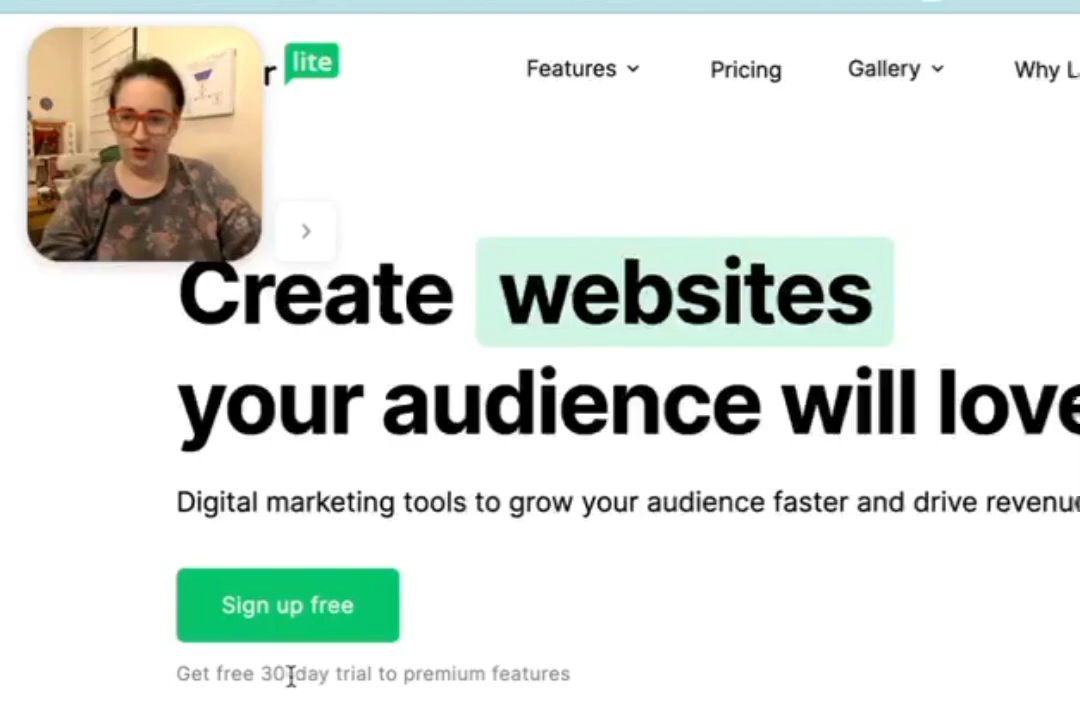 r lite
Features Pricing Gallery Why L
Create websites
your audience will love
Digital marketing tools to grow your audience faster and drive revenue
Sign up free
Get free 30-day trial to premium features